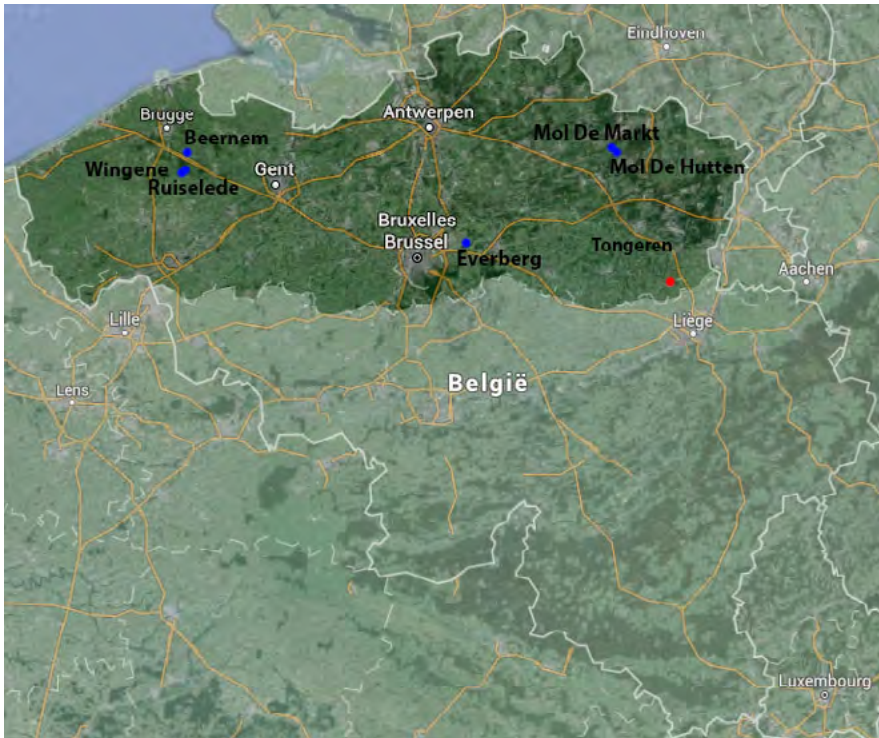 Eindhoven
Brugge
Antwerpen
Beernem
Mol De Markt
Wingene
Gent
Mol De Hutten
Ruiselede
Bruxelles
Brussel
Everberg
Tongeren
Aachen
Lille
Liège
België
Lens
Luxembourg